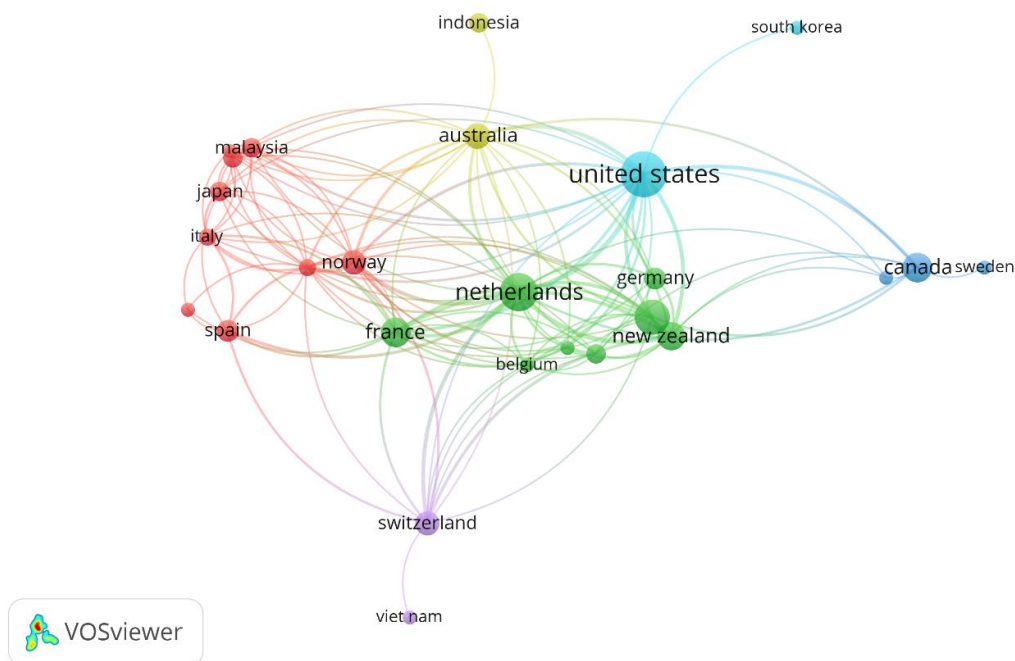 indonesia
south korea
australia
malaysia
united states
japan
italy
norway
canada
sweden
germany
netherlands
spain
france
new zealand
belgium
switzerland
viet nam
VOSviewer